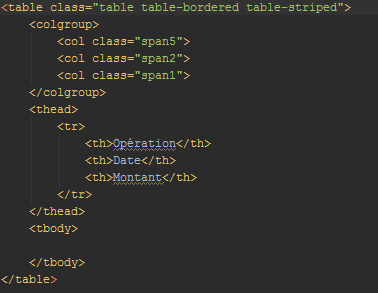 <table class="table table-bordered table-striped">
<colgroup>
<col class="span5">
<col class="span2">
<col class="span1">
</colgroup>
<thead>
<tr>
<th>Opération</th>
<th>Date</th>
<th>Montant</th>
</tr>
</thead>
<tbody>
</tbody>
</table>